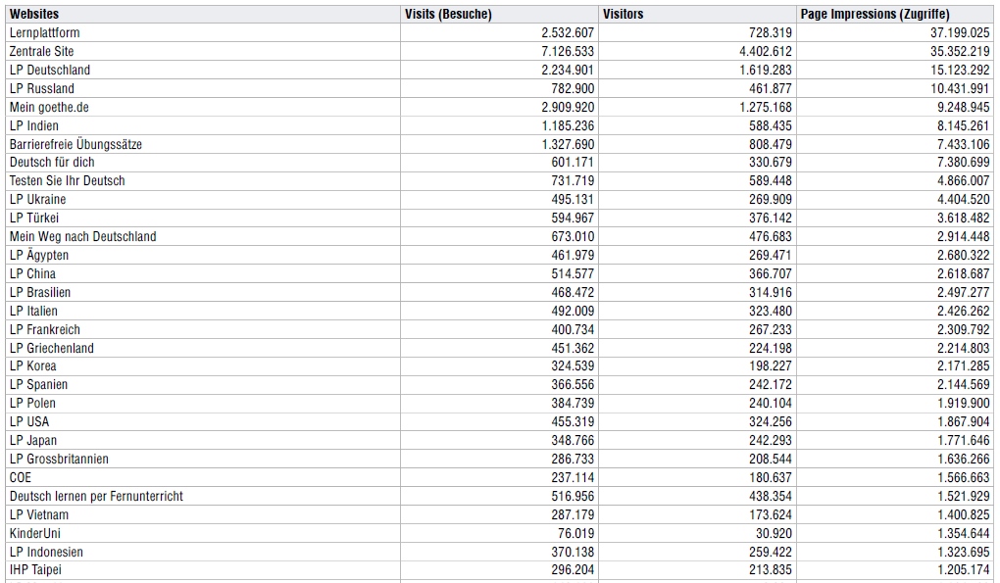 Websites Visits (Besuche) Visitors Page Impressions (Zugriffe)
Lernplattform 2.532.607 728.319 37.199.025
Zentrale Site 7.126.533 4.402.612 35.352.219
LP Deutschland 2.234.901 1.619.283 15.123.292
LP Russland 782.900 461.877 10.431.991
Mein goethe.de 2.909.920 1.275.168 9.248.945
LP Indien 1.185.236 588.435 8.145.261
Barrierefreie Übungssätze 1.327.690 808.479 7.433.106
Deutsch für dich 601.171 330.679 7.380.699
Testen Sie Ihr Deutsch 731.719 589.448 4.866.007
LP Ukraine 495.131 269.909 4.404.520
LP Türkei 594.967 376.142 3.618.482
Mein Weg nach Deutschland 673.010 476.683 2.914.448
LP Ägypten 461.979 269.471 2.680.322
LP China 514.577 366.707 2.618.687
LP Brasilien 468.472 314.916 2.497.277
LP Italien 492.009 323.480 2.426.262
LP Frankreich 400.734 267.233 2.309.792
LP Griechenland 451.362 224.198 2.214.803
LP Korea 324.539 198.227 2.171.285
LP Spanien 366.556 242.172 2.144.569
LP Polen 384.739 240.104 1.919.900
LP USA 455.319 324.256 1.867.904
LP Japan 348.766 242.293 1.771.646
LP Grossbritannien 286.733 208.544 1.636.266
COE 237.114 180.637 1.566.663
Deutsch lernen per Fernunterricht 516.956 438.354 1.521.929
LP Vietnam 287.179 173.624 1.400.825
KinderUni 76.019 30.920 1.354.644
LP Indonesien 370.138 259.422 1.323.695
IHP Taipei 296.204 213.835 1.205.174